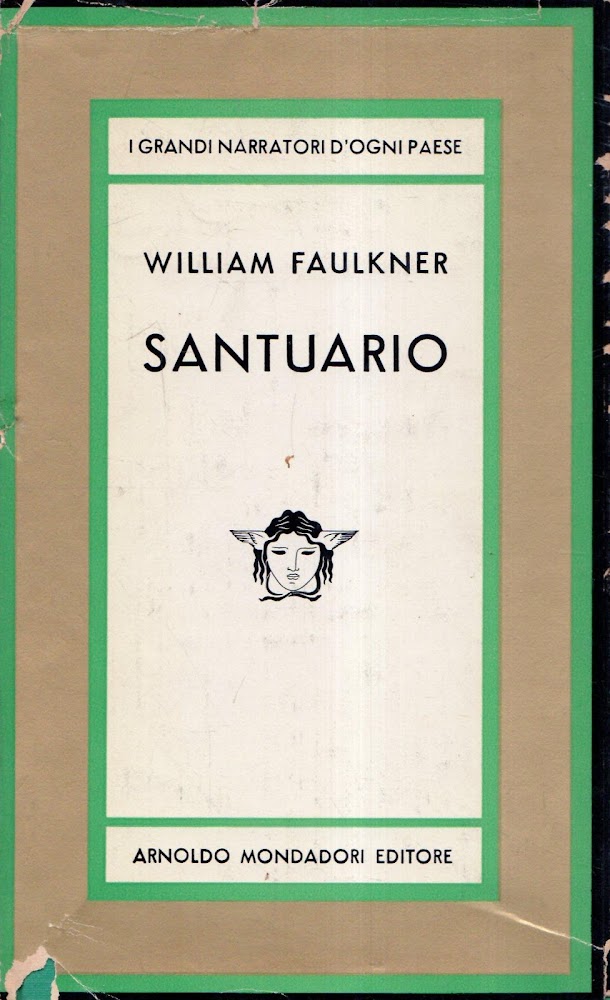 I GRANDI NARRATORI D'OGNI PAESE
WILLIAM FAULKNER
SANTUARIO
ARNOLDO MONDADORI EDITORE